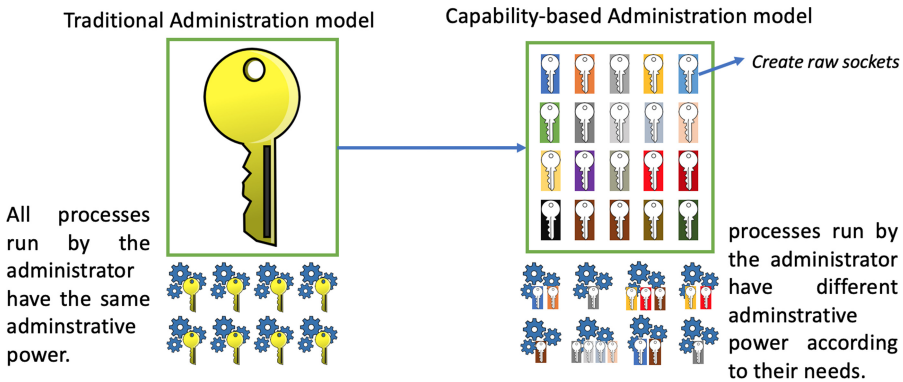 Traditional Administration model
Capability-based Administration model
Create raw sockets
All processes
run by the
administrator
have the same
adminstrative
power.
processes run by
the administrator
have different
adminstrative
power according
to their needs.